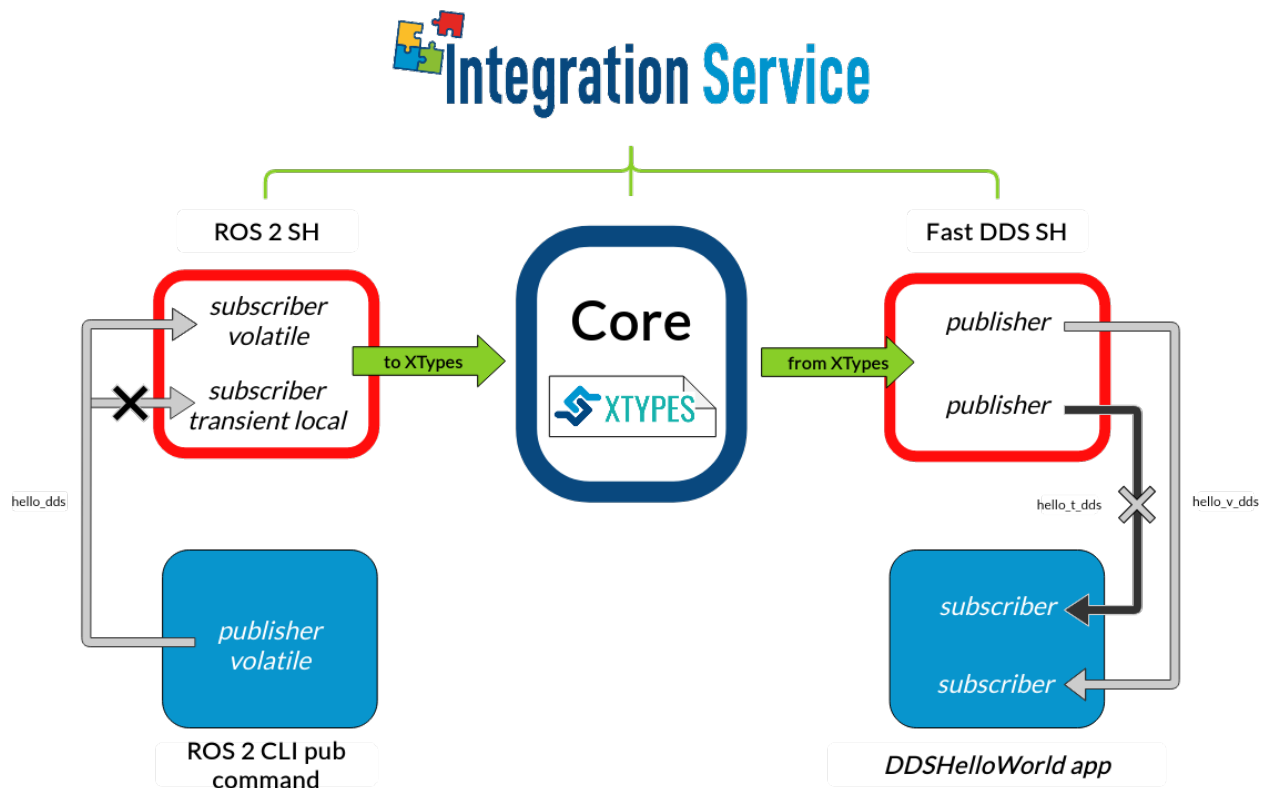 Integration Service
ROS 2 SH
Fast DDS SH
subscriber
volatile
subscriber
transient local
to XTypes
Core
XTYPES
from XTypes
publisher
publisher
hello_dds
hello_t_dds
hello_v_dds
publisher
volatile
subscriber
subscriber
ROS 2 CLI pub
command
DDSHelloWorld app